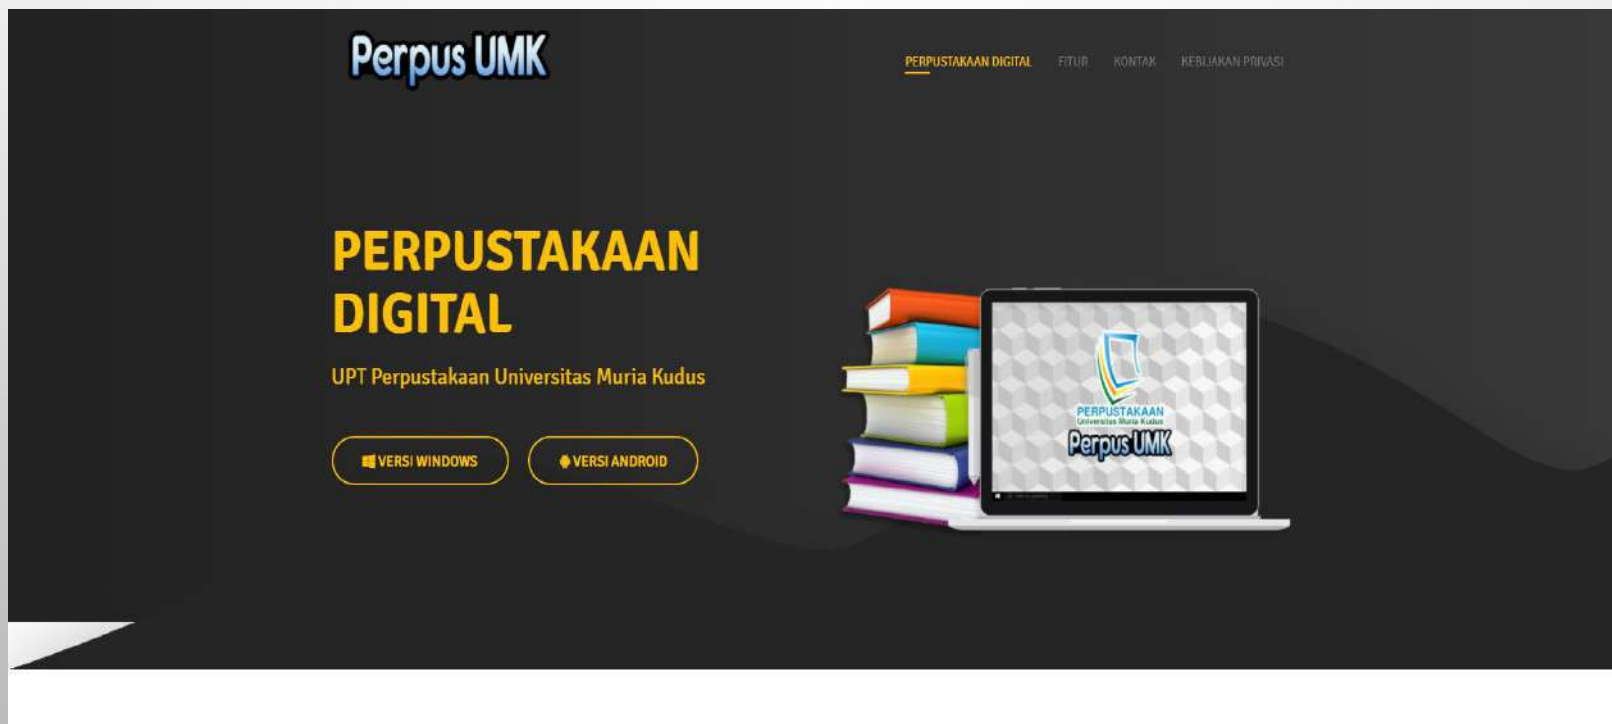 Perpus UMK
PERPUSTAKAAN DIGITAL FITUR KONTAK KEBIJAKAN PRIVASI
PERPUSTAKAAN
DIGITAL
UPT Perpustakaan Universitas Muria Kudus
VERSI WINDOWS VERSI ANDROID
PERPUSTAKAAN
Universitas Muria Kudus
Perpus UMK